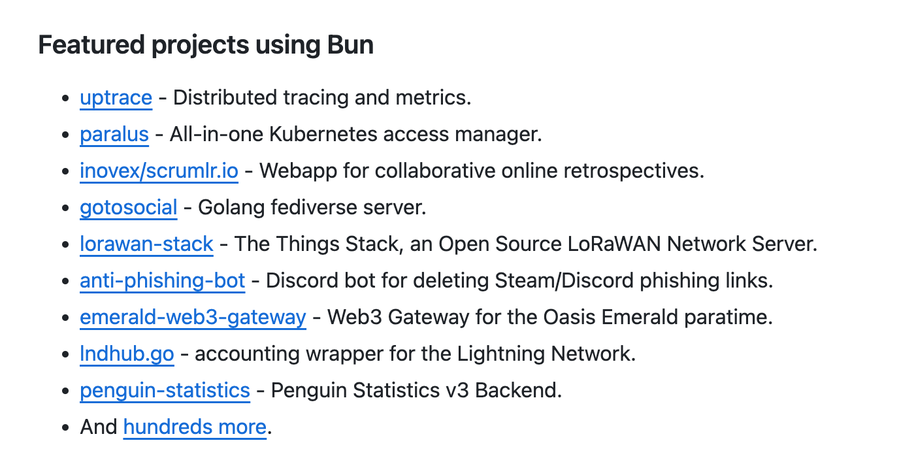 Featured projects using Bun
• uptrace - Distributed tracing and metrics.
• paralus - All-in-one Kubernetes access manager.
• inovex/scrumlr.io - Webapp for collaborative online retrospectives.
• gotosocial - Golang fediverse server.
• lorawan-stack - The Things Stack, an Open Source LoRaWAN Network Server.
• anti-phishing-bot - Discord bot for deleting Steam/Discord phishing links.
• emerald-web3-gateway - Web3 Gateway for the Oasis Emerald paratime.
• lndhub.go - accounting wrapper for the Lightning Network.
• penguin-statistics - Penguin Statistics v3 Backend.
• And hundreds more.